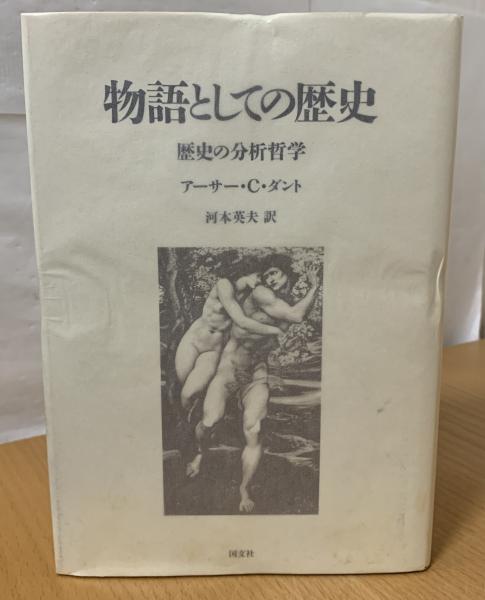 物語としての歴史
歴史の分析哲学
アーサー・C・ダント
河本英夫 訳
国文社